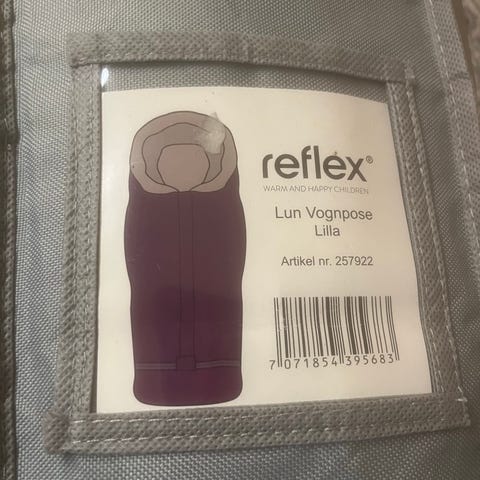 reflex®
WARM AND HAPPY CHILDREN
Lun Vognpose
Lilla
Artikel nr. 257922
7 071854 395683